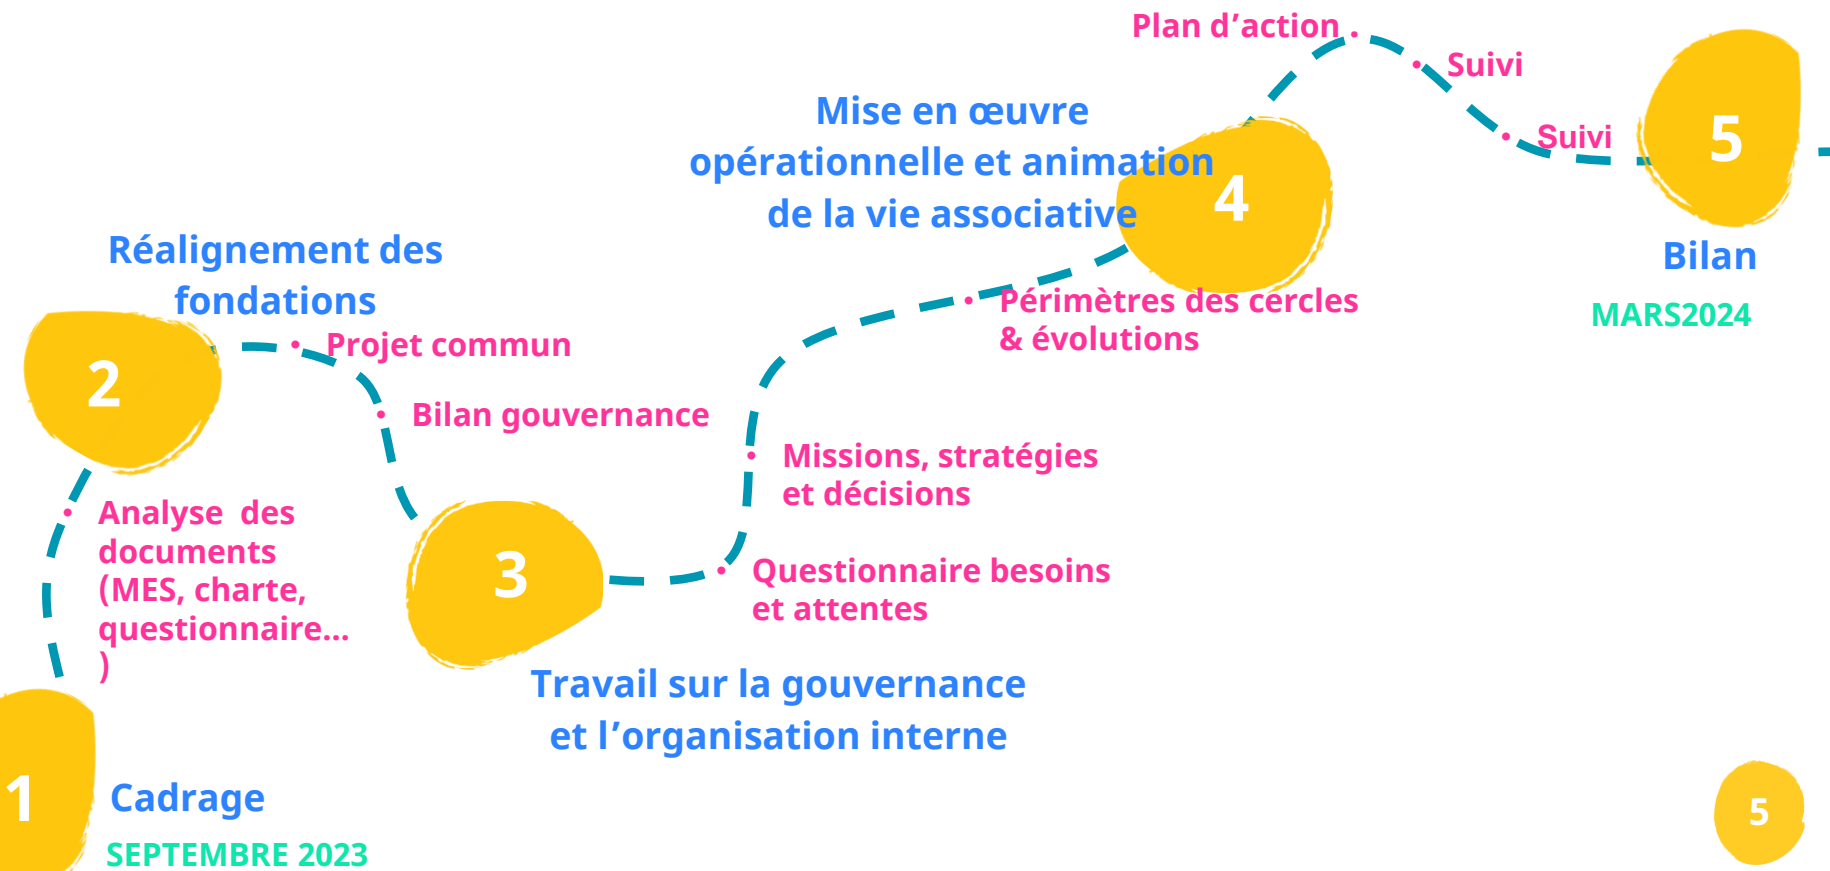 1
Cadrage
SEPTEMBRE 2023
Analyse  des
documents
(MES, charte,
questionnaire...
)
2
Réalignement des
fondations
Projet commun
Bilan gouvernance
3
Travail sur la gouvernance
et l’organisation interne
Questionnaire besoins
et attentes
Missions, stratégies
et décisions
Périmètres des cercles
& évolutions
4
Mise en œuvre
opérationnelle et animation
de la vie associative
Plan d’action
Suivi
Suivi
5
Bilan
MARS2024
5